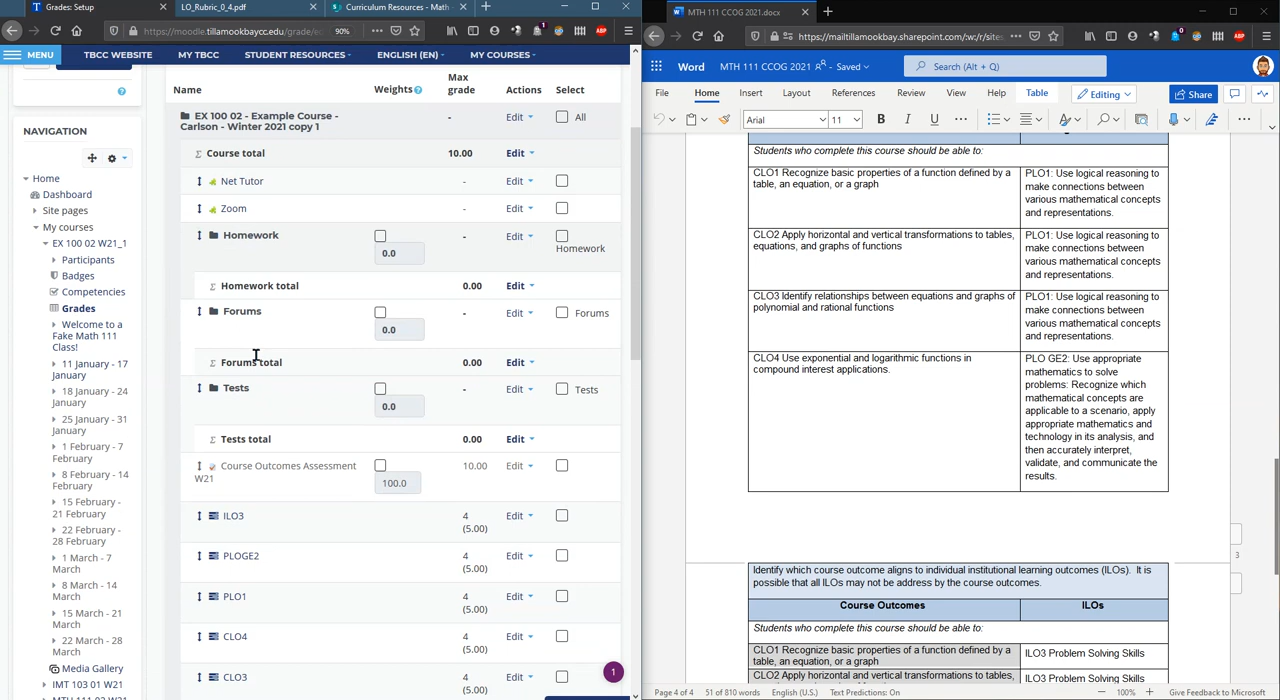 Grades: Setup
LO_Rubric_0_4.pdf
Curriculum Resources - Math -
https://moodle.tillamookbaycc.edu/grade/e
90%
MENU
TBCC WEBSITE
MY TBCC
STUDENT RESOURCES
ENGLISH (EN)
MY COURSES
NAVIGATION
Home
Dashboard
Site pages
My courses
EX 100 02 W21_1
Participants
Badges
Competencies
Grades
Welcome to a
Fake Math 111
Class!
11 January - 17
January
18 January - 24
January
25 January - 31
January
1 February - 7
February
8 February - 14
February
15 February -
21 February
22 February -
28 February
1 March - 7
March
8 March - 14
March
15 March - 21
March
22 March - 28
March
Media Gallery
IMT 103 01 W21
MTH 111 02 W21
Name
Weights
Max
grade
Actions
Select
EX 100 02 - Example Course -
Carlson - Winter 2021 copy 1
-
Edit
All
Course total
10.00
Edit
Net Tutor
-
Edit
Zoom
-
Edit
Homework
0.0
-
Edit
Homework
Homework total
0.00
Edit
Forums
0.0
-
Edit
Forums
Forums total
0.00
Edit
Tests
0.0
-
Edit
Tests
Tests total
0.00
Edit
Course Outcomes Assessment
W21
100.0
10.00
Edit
ILO3
4
(5.00)
Edit
PLOGE2
4
(5.00)
Edit
PLO1
4
(5.00)
Edit
CLO4
4
(5.00)
Edit
CLO3
4
(5.00)
Edit
1
MTH 111 CCOG 2021.docx
https://mailtillamookbay.sharepoint.com/w/r/sites
Word
MTH 111 CCOG 2021 - Saved
Search (Alt + Q)
File
Home
Insert
Layout
References
Review
View
Help
Table
Editing
Share
Arial
11
B
I
U
Students who complete this course should be able to:
CLO1 Recognize basic properties of a function defined by a
table, an equation, or a graph
PLO1: Use logical reasoning to
make connections between
various mathematical concepts
and representations.
CLO2 Apply horizontal and vertical transformations to tables,
equations, and graphs of functions
PLO1: Use logical reasoning to
make connections between
various mathematical concepts
and representations.
CLO3 Identify relationships between equations and graphs of
polynomial and rational functions
PLO1: Use logical reasoning to
make connections between
various mathematical concepts
and representations.
CLO4 Use exponential and logarithmic functions in
compound interest applications.
PLO GE2: Use appropriate
mathematics to solve
problems: Recognize which
mathematical concepts are
applicable to a scenario, apply
appropriate mathematics and
technology in its analysis, and
then accurately interpret,
validate, and communicate the
results.
3
Identify which course outcome aligns to individual institutional learning outcomes (ILOs). It is
possible that all ILOs may not be address by the course outcomes.
Course Outcomes
ILOs
Students who complete this course should be able to:
CLO1 Recognize basic properties of a function defined by a
table, an equation, or a graph
ILO3 Problem Solving Skills
CLO2 Apply horizontal and vertical transformations to tables,
ILO3 Problem Solving Skills
Page 4 of 4
51 of 810 words
English (U.S.)
Text Predictions: On
100%
Give Feedback to Microsoft